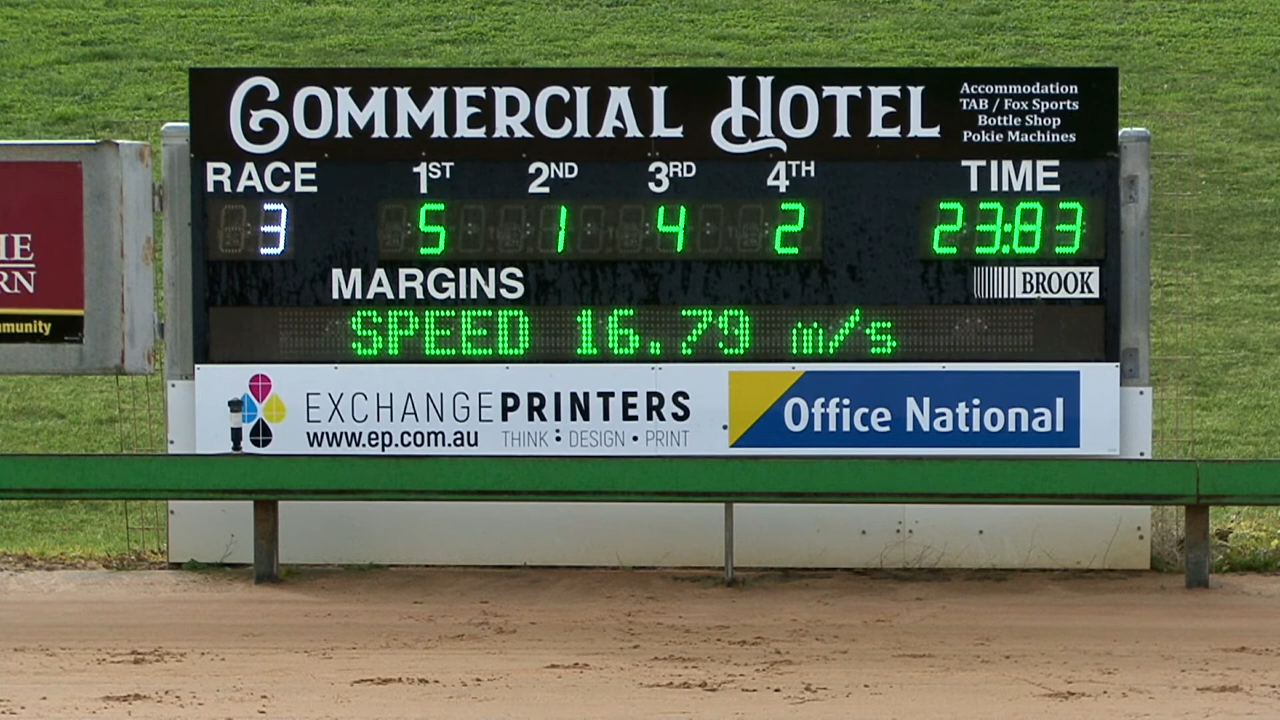 COMMERCIAL HOTEL
Accommodation
TAB / Fox Sports
Bottle Shop
Pokie Machines
RACE 1ST 2ND 3RD 4TH TIME
3 5 1 4 2 23:83
MARGINS
BROOK
SPEED 16.79 m/s
EXCHANGEPRINTERS
www.ep.com.au THINK : DESIGN • PRINT
Office National
IE
RN
mmunity